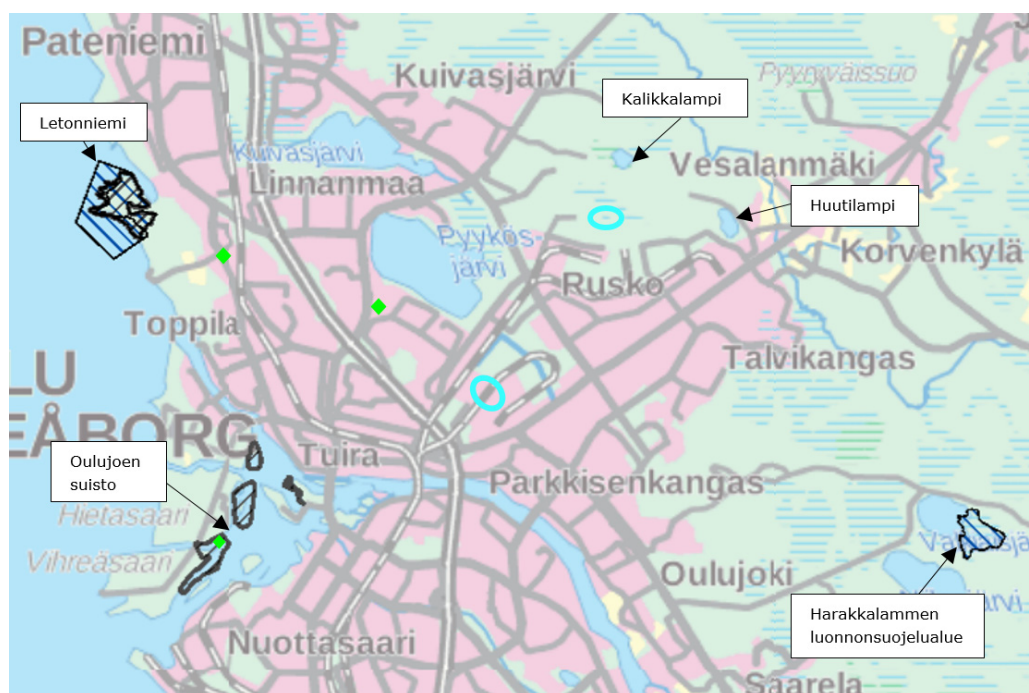 Pateniemi
Kuivasjärvi
Pyyryväissuo
Kalikkalampi
Letonniemi
Kuivasjärvi
Linnanmaa
Vesalanmäki
Huutilampi
Pyykös-
järvi
Korvenkylä
Rusko
Toppila
Talvikangas
LU
EÅBORG
Tuira
Oulujoen
suisto
Parkkisenkangas
Hietasaari
Vihreäsaari
Oulujoki
Harakkalammen
luonnonsuojelualue
Nuottasaari
Saarela